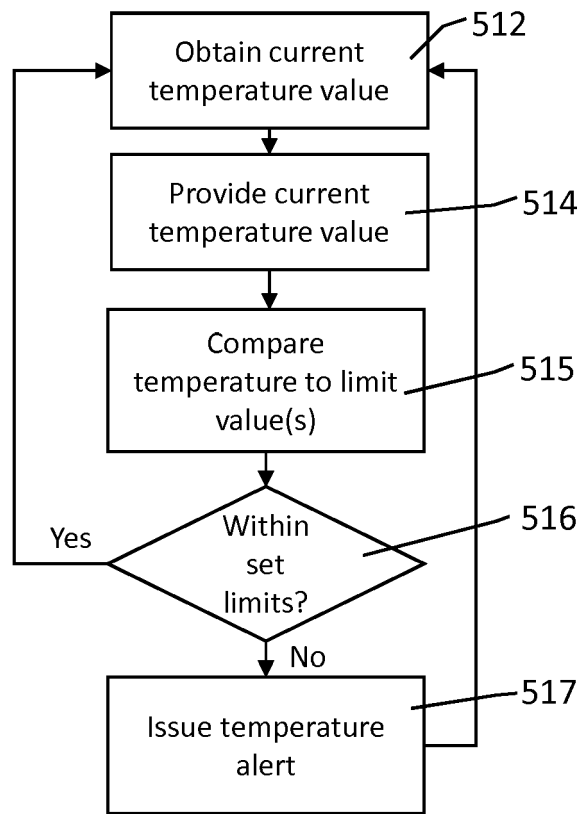 Obtain current
temperature value
512
Provide current
temperature value
514
Compare
temperature to limit
value(s)
515
Within
set
limits?
516
Yes
No
Issue temperature
alert
517